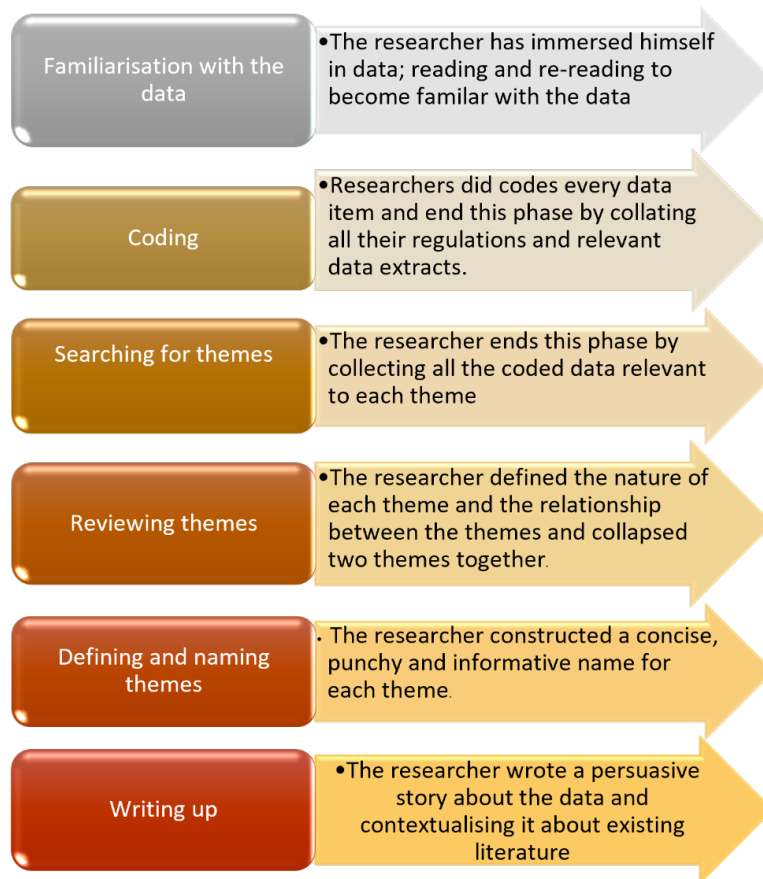 Familiarisation with the
data
•The researcher has immersed himself
in data; reading and re-reading to
become familar with the data
Coding
•Researchers did codes every data
item and end this phase by collating
all their regulations and relevant
data extracts.
Searching for themes
•The researcher ends this phase by
collecting all the coded data relevant
to each theme
Reviewing themes
•The researcher defined the nature of
each theme and the relationship
between the themes and collapsed
two themes together.
Defining and naming
themes
• The researcher constructed a concise,
punchy and informative name for
each theme.
Writing up
•The researcher wrote a persuasive
story about the data and
contextualising it about existing
literature